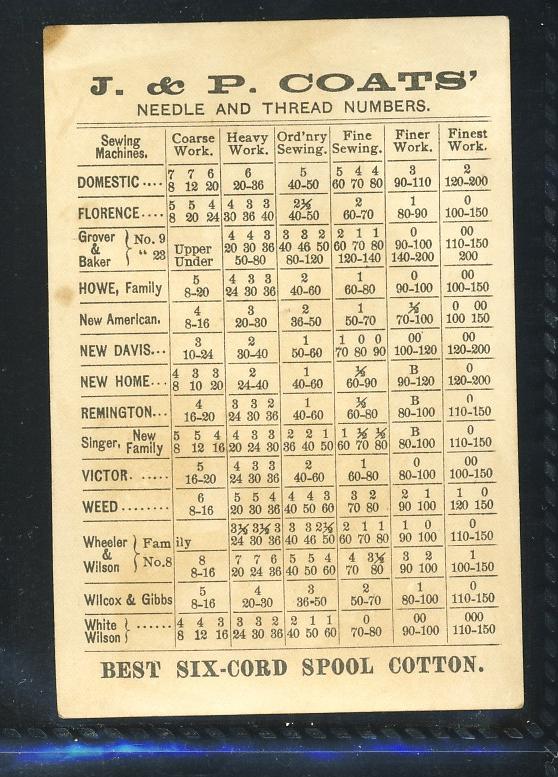 J. & P. COATS'
NEEDLE AND THREAD NUMBERS.
Sewing Machines. Coarse Work. Heavy Work. Ord'nry Sewing. Fine Sewing. Finer Work. Finest Work.
DOMESTIC .... 7 7 6 6 5 5 4 4 3 2
8 12 20 20-36 40-50 60 70 80 90-110 120-200
FLORENCE .... 5 5 4 4 3 3 2½ 2 1 0
8 20 24 30 36 40 40-50 60-70 80-90 100-150
Grover & Baker { No. 9 4 4 3 3 3 2 2 1 1 0 00
Upper 20 30 36 40 46 50 60 70 80 90-100 110-150
" 23 Under 50-80 80-120 120-140 140-200 200
HOWE, Family 5 4 3 3 2 1 0 00
8-20 24 30 36 40-60 60-80 90-100 100-150
New American. 4 3 2 1 ½ 0 00
8-16 20-30 36-50 50-70 70-100 100 150
NEW DAVIS... 3 2 1 1 0 0 00 00
10-24 30-40 50-60 70 80 90 100-120 120-200
NEW HOME... 4 3 3 2 1 ½ B 0
8 10 20 24-40 40-60 60-90 90-120 120-200
REMINGTON... 4 3 3 2 1 ½ B 0
16-20 24 30 36 40-60 60-80 80-100 110-150
Singer, New Family 5 5 4 4 3 3 2 2 1 1 ½ ½ B 0
8 12 16 20 24 30 36 40 50 60 70 80 80-100 110-150
VICTOR. ...... 5 4 3 3 2 1 0 00
16-20 24 30 36 40-60 60-80 80-100 100-150
WEED ........ 6 5 5 4 4 4 3 3 2 2 1 1 0
8-16 20 30 36 40 50 60 70 80 90 100 120 150
Wheeler & Wilson } Family 3½ 3½ 3 3 3 2½ 2 1 1 1 0 0
24 30 36 40 46 50 60 70 80 90 100 110-150
No.8 8 7 7 6 5 5 4 4 3½ 3 2 1
8-16 20 24 36 40 50 60 70 80 90 100 100-150
Wilcox & Gibbs 5 4 3 2 1 0
8-16 20-30 36-50 50-70 80-100 110-150
White Wilson } ...... 4 4 3 3 3 2 2 1 1 0 00 000
8 12 16 24 30 36 40 50 60 70-80 90-100 110-150
BEST SIX-CORD SPOOL COTTON.